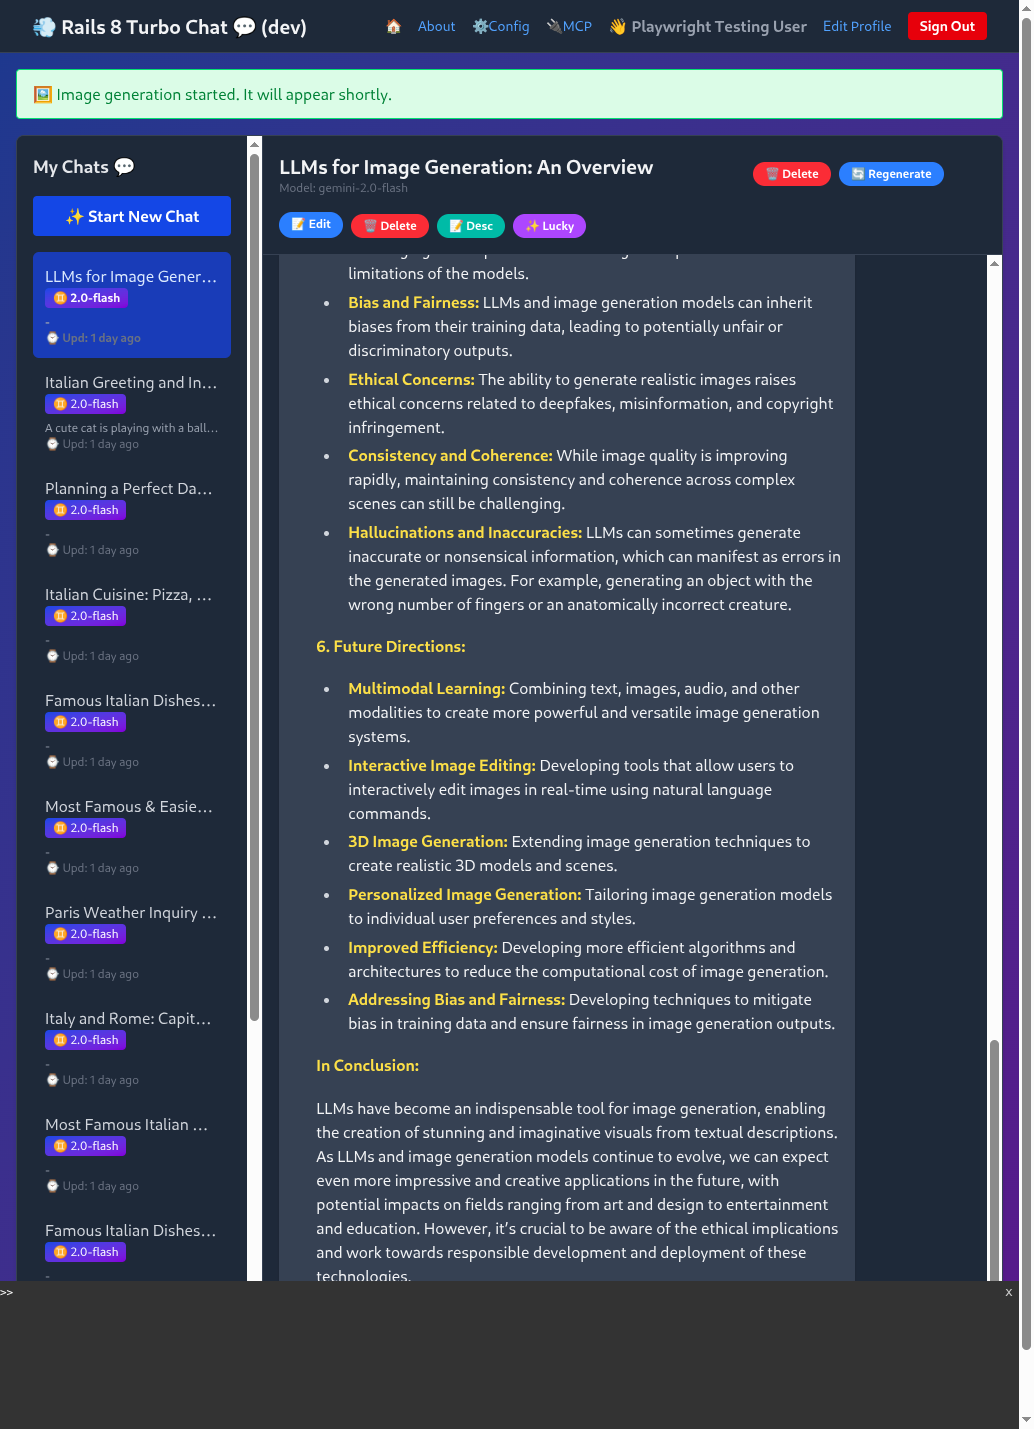 💨 Rails 8 Turbo Chat 💬 (dev)
🏠 About ⚙️Config 🔌MCP 👋 Playwright Testing User Edit Profile Sign Out
🖼️ Image generation started. It will appear shortly.
My Chats 💬
✨ Start New Chat
LLMs for Image Gener…
♊ 2.0-flash
-
⌚ Upd: 1 day ago
Italian Greeting and In…
♊ 2.0-flash
A cute cat is playing with a ball…
⌚ Upd: 1 day ago
Planning a Perfect Da…
♊ 2.0-flash
-
⌚ Upd: 1 day ago
Italian Cuisine: Pizza, …
♊ 2.0-flash
-
⌚ Upd: 1 day ago
Famous Italian Dishes…
♊ 2.0-flash
-
⌚ Upd: 1 day ago
Most Famous & Easie…
♊ 2.0-flash
-
⌚ Upd: 1 day ago
Paris Weather Inquiry …
♊ 2.0-flash
-
⌚ Upd: 1 day ago
Italy and Rome: Capit…
♊ 2.0-flash
-
⌚ Upd: 1 day ago
Most Famous Italian …
♊ 2.0-flash
-
⌚ Upd: 1 day ago
Famous Italian Dishes…
♊ 2.0-flash
-
LLMs for Image Generation: An Overview
Model: gemini-2.0-flash
🗑️ Delete 🔄 Regenerate
📝 Edit 🗑️ Delete 📝 Desc ✨ Lucky
limitations of the models.
• Bias and Fairness: LLMs and image generation models can inherit
biases from their training data, leading to potentially unfair or
discriminatory outputs.
• Ethical Concerns: The ability to generate realistic images raises
ethical concerns related to deepfakes, misinformation, and copyright
infringement.
• Consistency and Coherence: While image quality is improving
rapidly, maintaining consistency and coherence across complex
scenes can still be challenging.
• Hallucinations and Inaccuracies: LLMs can sometimes generate
inaccurate or nonsensical information, which can manifest as errors in
the generated images. For example, generating an object with the
wrong number of fingers or an anatomically incorrect creature.
6. Future Directions:
• Multimodal Learning: Combining text, images, audio, and other
modalities to create more powerful and versatile image generation
systems.
• Interactive Image Editing: Developing tools that allow users to
interactively edit images in real-time using natural language
commands.
• 3D Image Generation: Extending image generation techniques to
create realistic 3D models and scenes.
• Personalized Image Generation: Tailoring image generation models
to individual user preferences and styles.
• Improved Efficiency: Developing more efficient algorithms and
architectures to reduce the computational cost of image generation.
• Addressing Bias and Fairness: Developing techniques to mitigate
bias in training data and ensure fairness in image generation outputs.
In Conclusion:
LLMs have become an indispensable tool for image generation, enabling
the creation of stunning and imaginative visuals from textual descriptions.
As LLMs and image generation models continue to evolve, we can expect
even more impressive and creative applications in the future, with
potential impacts on fields ranging from art and design to entertainment
and education. However, it’s crucial to be aware of the ethical implications
and work towards responsible development and deployment of these
technologies.
>> x